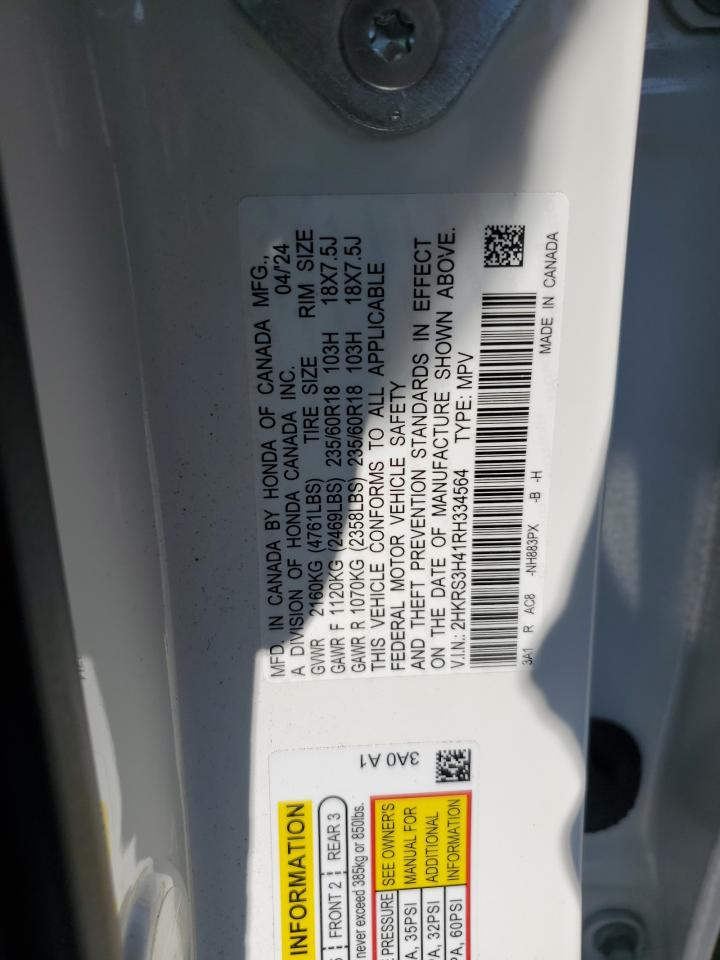 MFD. IN CANADA BY HONDA OF CANADA MFG.,
A DIVISION OF HONDA CANADA INC. 04/'24
GVWR 2160KG (4761LBS) TIRE SIZE RIM SIZE
GAWR F 1120KG (2469LBS) 235/60R18 103H 18X7.5J
GAWR R 1070KG (2358LBS) 235/60R18 103H 18X7.5J
THIS VEHICLE CONFORMS TO ALL APPLICABLE
FEDERAL MOTOR VEHICLE SAFETY
AND THEFT PREVENTION STANDARDS IN EFFECT
ON THE DATE OF MANUFACTURE SHOWN ABOVE.
V.I.N.: 2HKRS3H41RH334564 TYPE: MPV
3A1 R AC8 -NH883PX -B -H
MADE IN CANADA
3A0 A1
INFORMATION
FRONT 2 REAR 3
never exceed 385kg or 850lbs.
PRESSURE SEE OWNER'S
35PSI MANUAL FOR
32PSI ADDITIONAL
60PSI INFORMATION